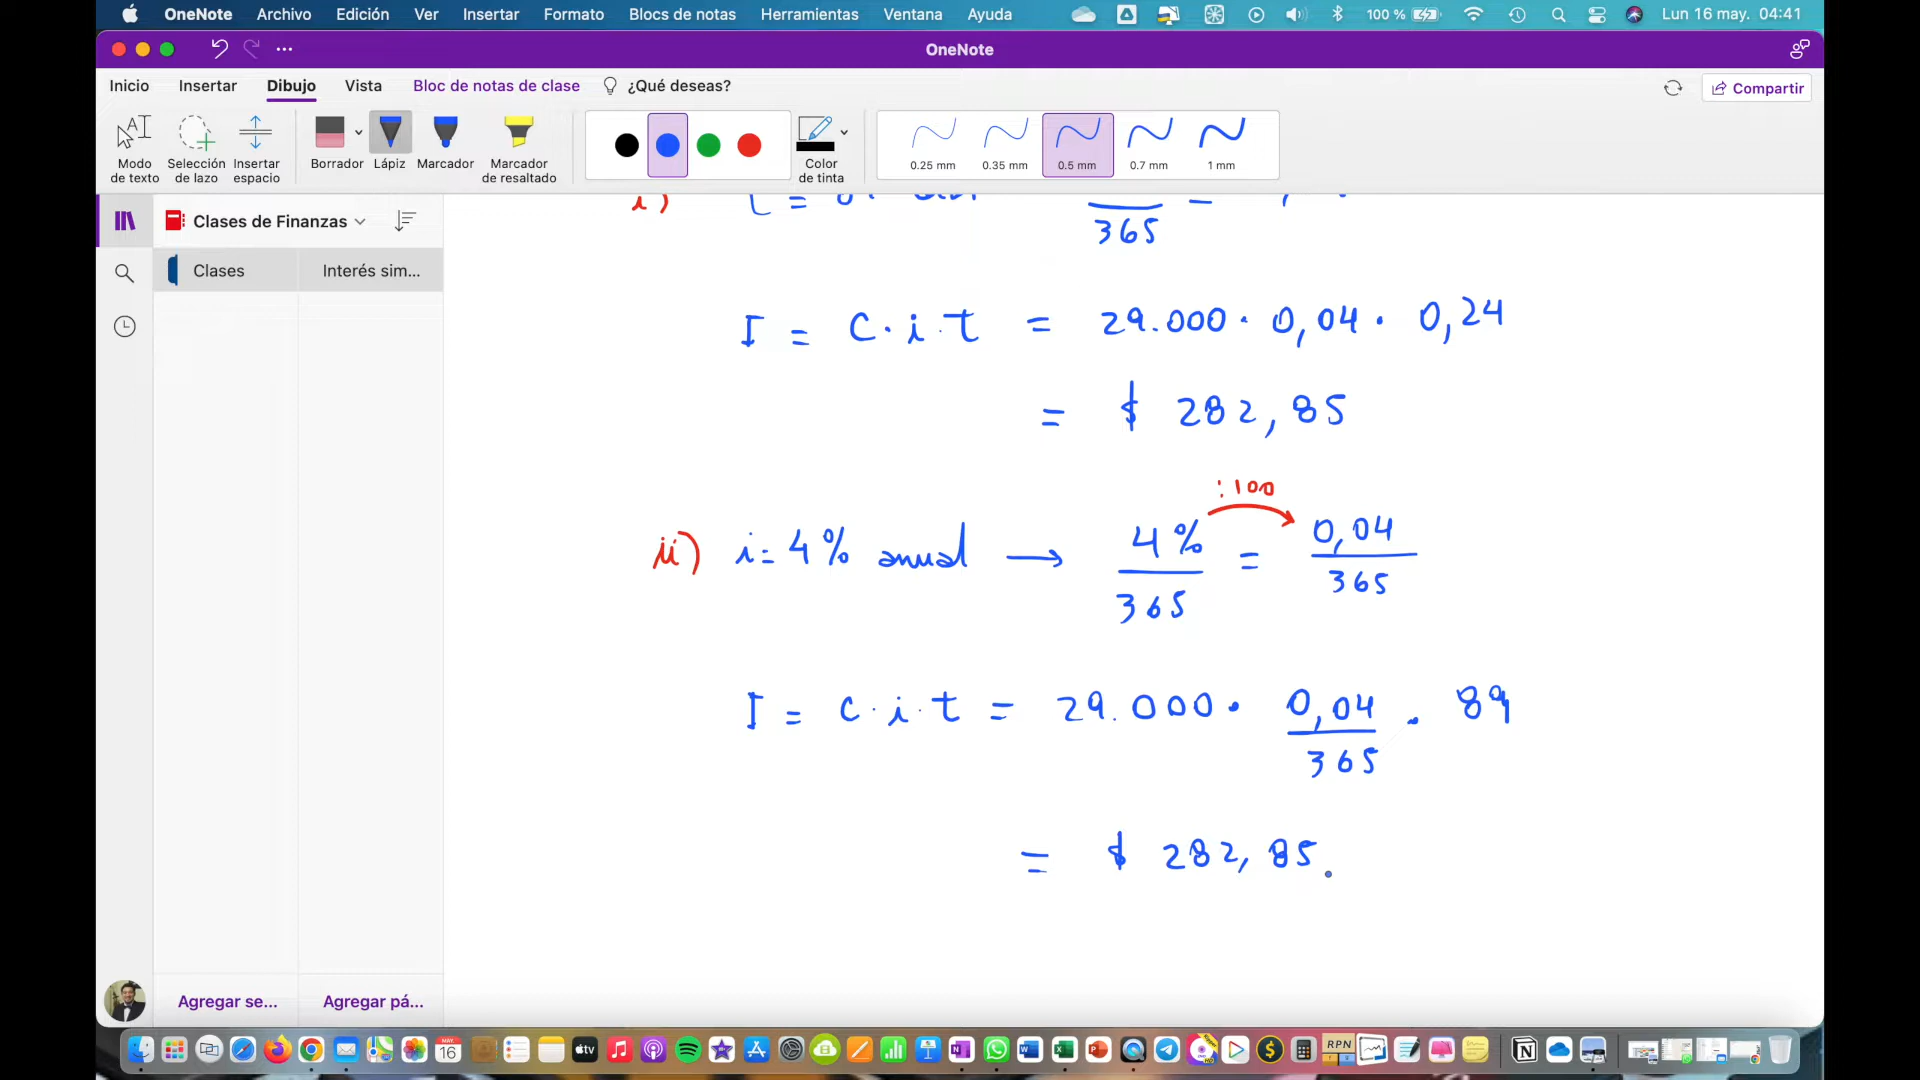 OneNote Archivo Edición Ver Insertar Formato Blocs de notas Herramientas Ventana Ayuda 100 % Lun 16 may. 04:41
OneNote
Inicio Insertar Dibujo Vista Bloc de notas de clase ¿Qué deseas? Compartir
Modo de texto
Selección de lazo
Insertar espacio
Borrador
Lápiz
Marcador
Marcador de resaltado
Color de tinta
0.25 mm 0.35 mm 0.5 mm 0.7 mm 1 mm
Clases de Finanzas
Clases Interés sim...
i)
365
I = C · i · t = 29.000 · 0,04 · 0,24
= $ 282,85
:100
ii) i = 4% anual → 4%/365 = 0,04/365
I = C · i · t = 29.000 · 0,04/365 · 89
= $ 282,85.
Agregar se... Agregar pá...
MAY. 16
tv
RPN